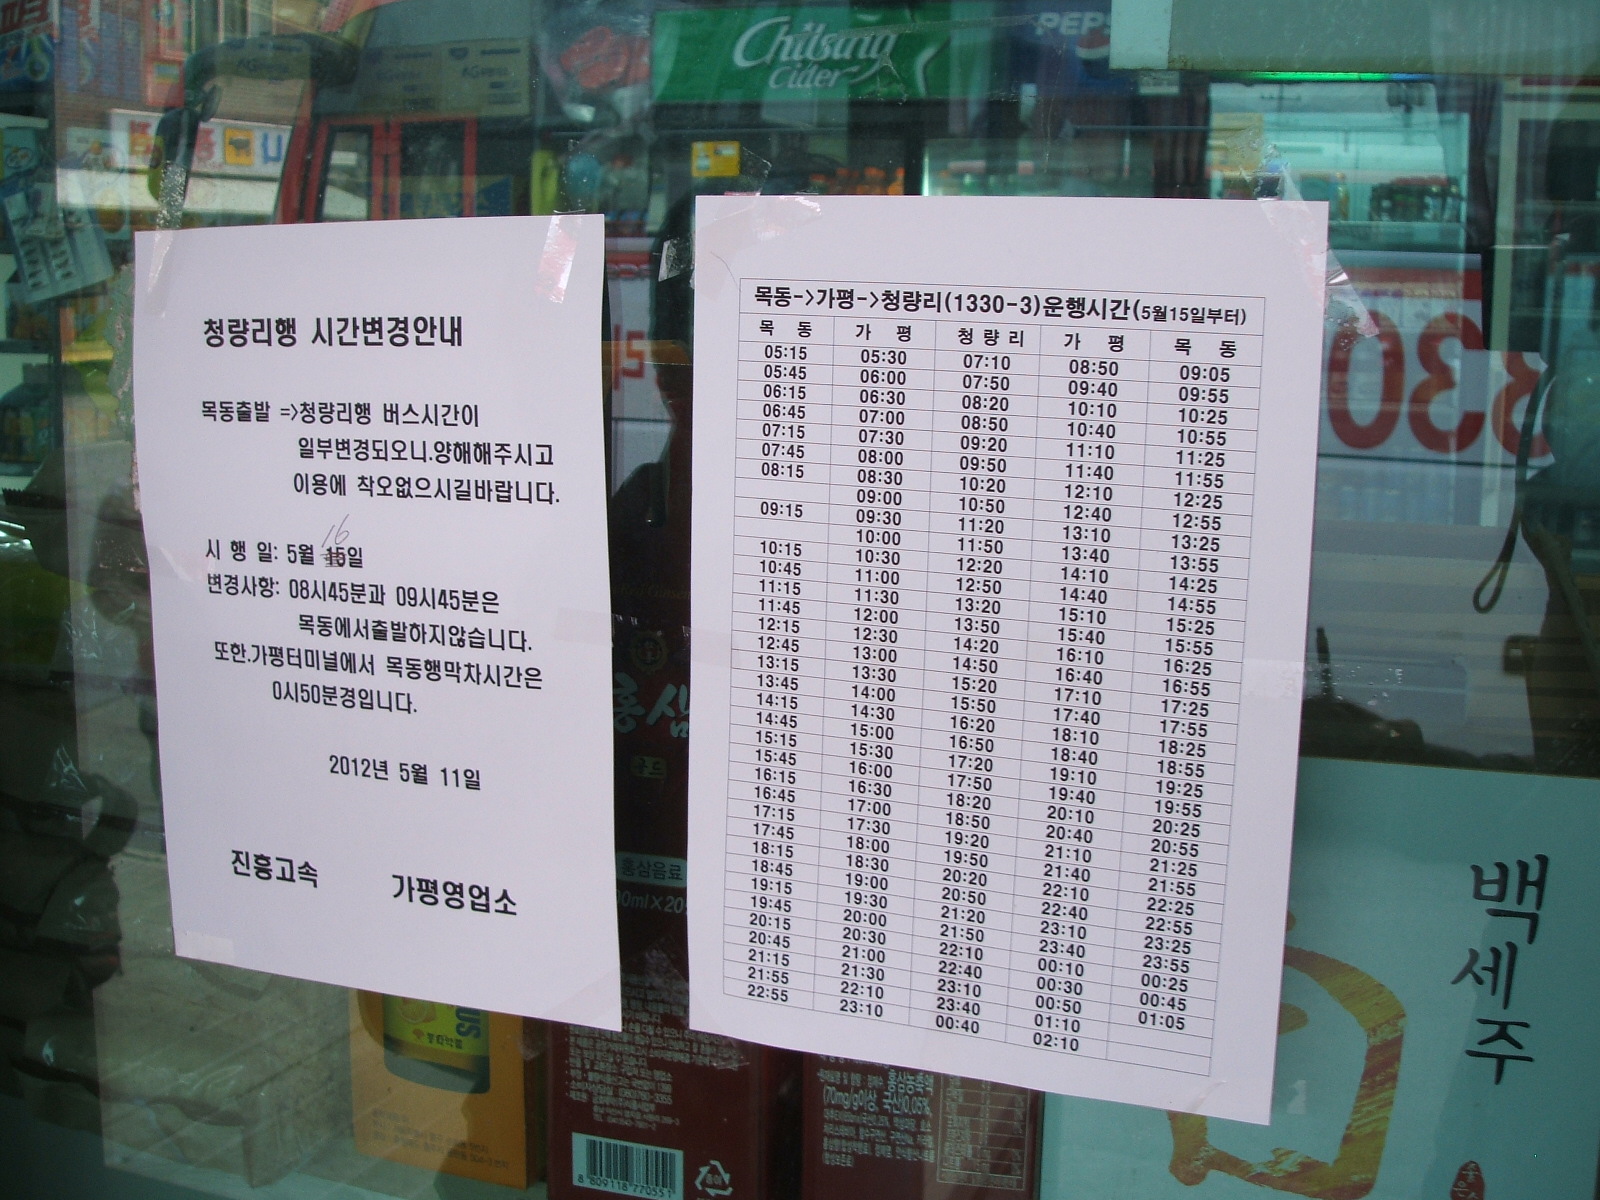 Chilsung
Cider
PEPS
청량리행 시간변경안내
목동출발 =>청량리행 버스시간이
일부변경되오니.양해해주시고
이용에 착오없으시길바랍니다.
16
시 행 일: 5월 15일
변경사항: 08시45분과 09시45분은
목동에서출발하지않습니다.
또한.가평터미널에서 목동행막차시간은
0시50분경입니다.
2012년 5월 11일
진흥고속 가평영업소
목동->가평->청량리(1330-3)운행시간(5월15일부터)
목 동 가 평 청 량 리 가 평 목 동
05:15 05:30 07:10 08:50 09:05
05:45 06:00 07:50 09:40 09:55
06:15 06:30 08:20 10:10 10:25
06:45 07:00 08:50 10:40 10:55
07:15 07:30 09:20 11:10 11:25
07:45 08:00 09:50 11:40 11:55
08:15 08:30 10:20 12:10 12:25
09:00 10:50 12:40 12:55
09:15 09:30 11:20 13:10 13:25
10:00 11:50 13:40 13:55
10:15 10:30 12:20 14:10 14:25
10:45 11:00 12:50 14:40 14:55
11:15 11:30 13:20 15:10 15:25
11:45 12:00 13:50 15:40 15:55
12:15 12:30 14:20 16:10 16:25
12:45 13:00 14:50 16:40 16:55
13:15 13:30 15:20 17:10 17:25
13:45 14:00 15:50 17:40 17:55
14:15 14:30 16:20 18:10 18:25
14:45 15:00 16:50 18:40 18:55
15:15 15:30 17:20 19:10 19:25
15:45 16:00 17:50 19:40 19:55
16:15 16:30 18:20 20:10 20:25
16:45 17:00 18:50 20:40 20:55
17:15 17:30 19:20 21:10 21:25
17:45 18:00 19:50 21:40 21:55
18:15 18:30 20:20 22:10 22:25
18:45 19:00 20:50 22:40 22:55
19:15 19:30 21:20 23:10 23:25
19:45 20:00 21:50 23:40 23:55
20:15 20:30 22:10 00:10 00:25
20:45 21:00 22:40 00:30 00:45
21:15 21:30 23:10 00:50 01:05
21:55 22:10 23:40 01:10
22:55 23:10 00:40 02:10
홍삼
골드
홍삼음료
백세주
홍삼농축액
(70mg/g이상, 국산)0.05%,
8 809118 770551